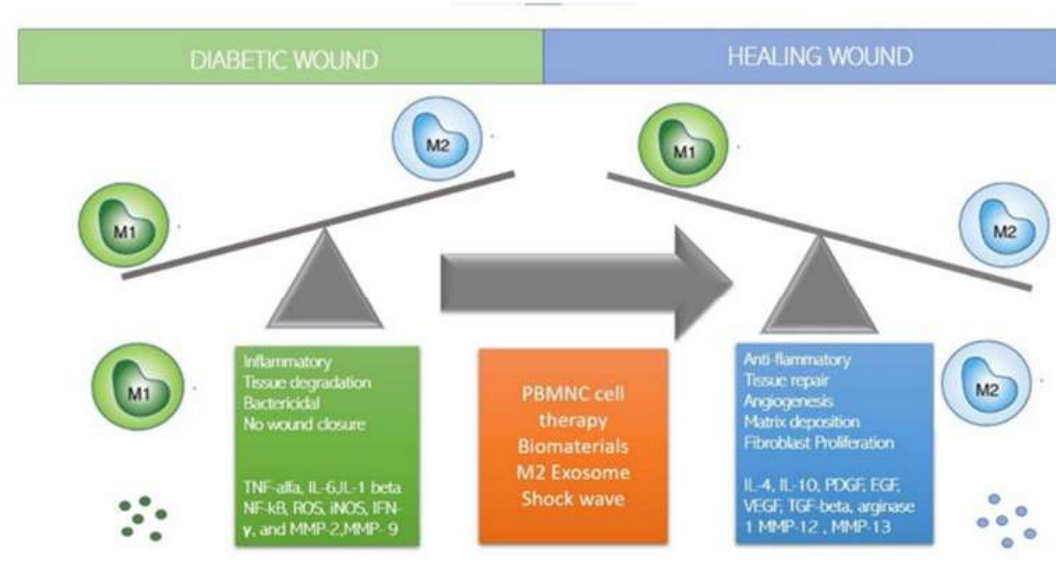 DIABETIC WOUND
HEALING WOUND
M2
M1
M1
M2
M1
Inflammatory
Tissue degradation
Bactericidal
No wound closure
TNF-alfa, IL-6,IL-1 beta
NF-kB, ROS, iNOS, IFN-
γ, and MMP-2,MMP- 9
PBMNC cell
therapy
Biomaterials
M2 Exosome
Shock wave
Anti-flammatory
Tissue repair
Angiogenesis
Matrix deposition
Fibroblast Proliferation
IL-4, IL-10, PDGF, EGF,
VEGF, TGF-beta, arginase
1 MMP-12 , MMP-13
M2